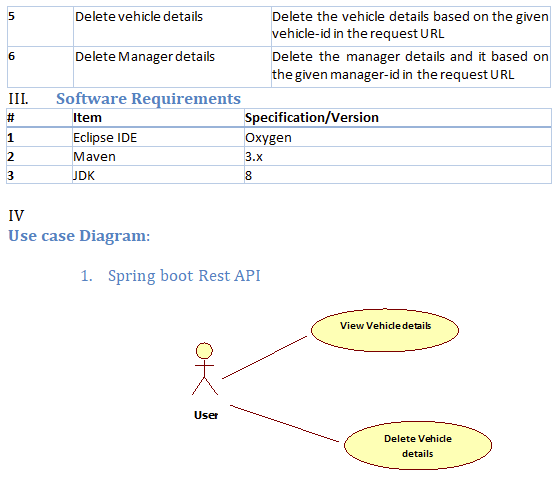 5 Delete vehicle details Delete the vehicle details based on the given
vehicle-id in the request URL
6 Delete Manager details Delete the manager details and it based on
the given manager-id in the request URL
III. Software Requirements
# Item Specification/Version
1 Eclipse IDE Oxygen
2 Maven 3.x
3 JDK 8
IV
Use case Diagram:
1. Spring boot Rest API
View Vehicle details
User
Delete Vehicle
details